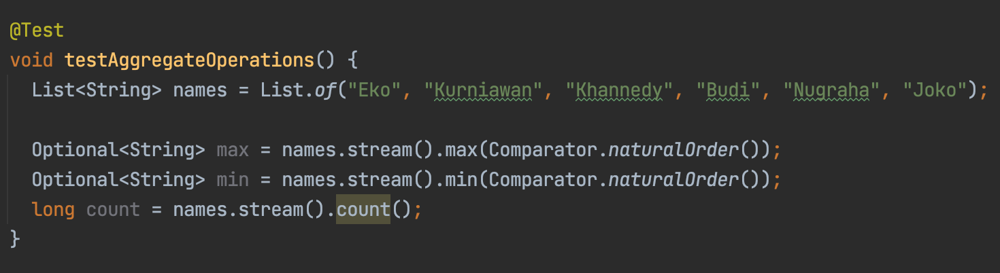 @Test
void testAggregateOperations() {
  List<String> names = List.of("Eko", "Kurniawan", "Khannedy", "Budi", "Nugraha", "Joko");

  Optional<String> max = names.stream().max(Comparator.naturalOrder());
  Optional<String> min = names.stream().min(Comparator.naturalOrder());
  long count = names.stream().count();
}